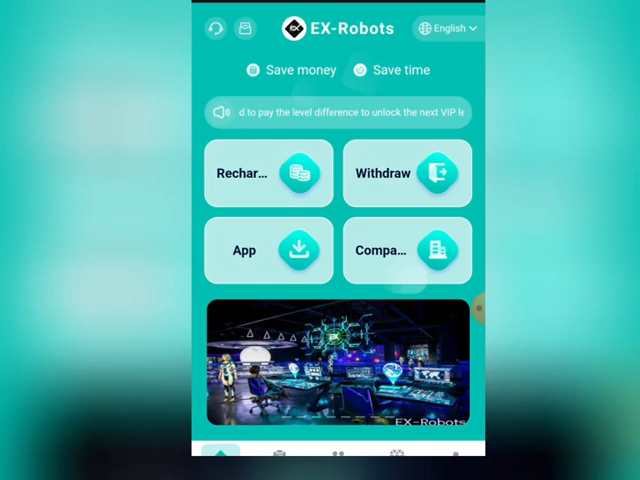 EX-Robots
English
Save money
Save time
d to pay the level difference to unlock the next VIP le
Rechar...
Withdraw
App
Compa...
EX
EX-Robots